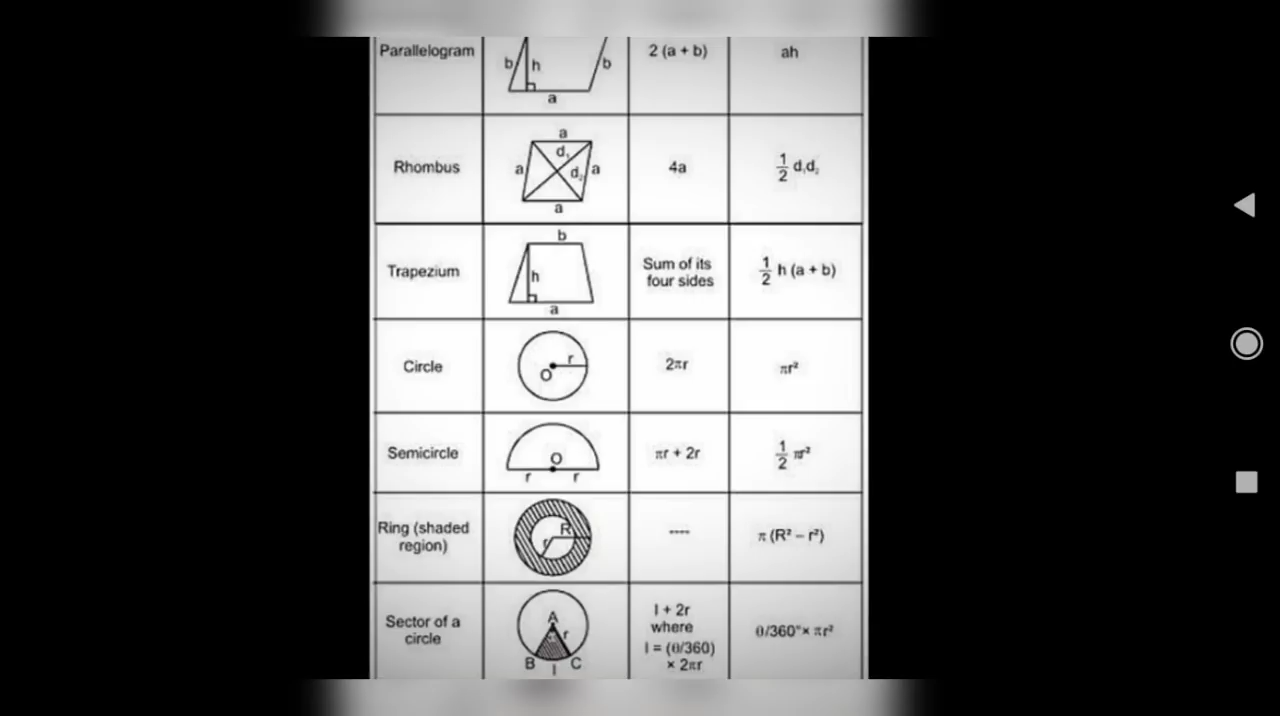 Parallelogram
b h b
a
2 (a + b)
ah
Rhombus
a
d₁
a d₂ a
a
4a
1/2 d₁d₂
Trapezium
b
h
a
Sum of its
four sides
1/2 h (a + b)
Circle
r
O
2πr
πr²
Semicircle
O
r r
πr + 2r
1/2 πr²
Ring (shaded
region)
R
r
----
π (R² – r²)
Sector of a
circle
A
r
B C
l
l + 2r
where
l = (θ/360)
× 2πr
θ/360°× πr²